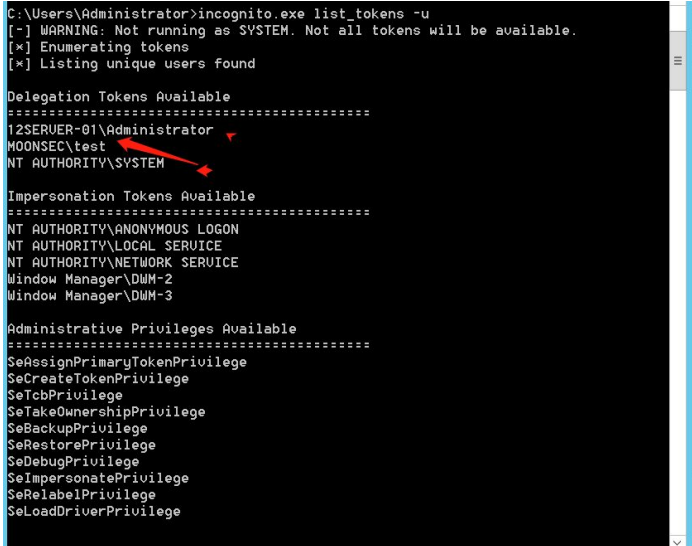 C:\Users\Administrator>incognito.exe list_tokens -u
[-] WARNING: Not running as SYSTEM. Not all tokens will be available.
[*] Enumerating tokens
[*] Listing unique users found
Delegation Tokens Available
============================================
12SERVER-01\Administrator
MOONSEC\test
NT AUTHORITY\SYSTEM
Impersonation Tokens Available
============================================
NT AUTHORITY\ANONYMOUS LOGON
NT AUTHORITY\LOCAL SERVICE
NT AUTHORITY\NETWORK SERVICE
Window Manager\DWM-2
Window Manager\DWM-3
Administrative Privileges Available
============================================
SeAssignPrimaryTokenPrivilege
SeCreateTokenPrivilege
SeTcbPrivilege
SeTakeOwnershipPrivilege
SeBackupPrivilege
SeRestorePrivilege
SeDebugPrivilege
SeImpersonatePrivilege
SeRelabelPrivilege
SeLoadDriverPrivilege